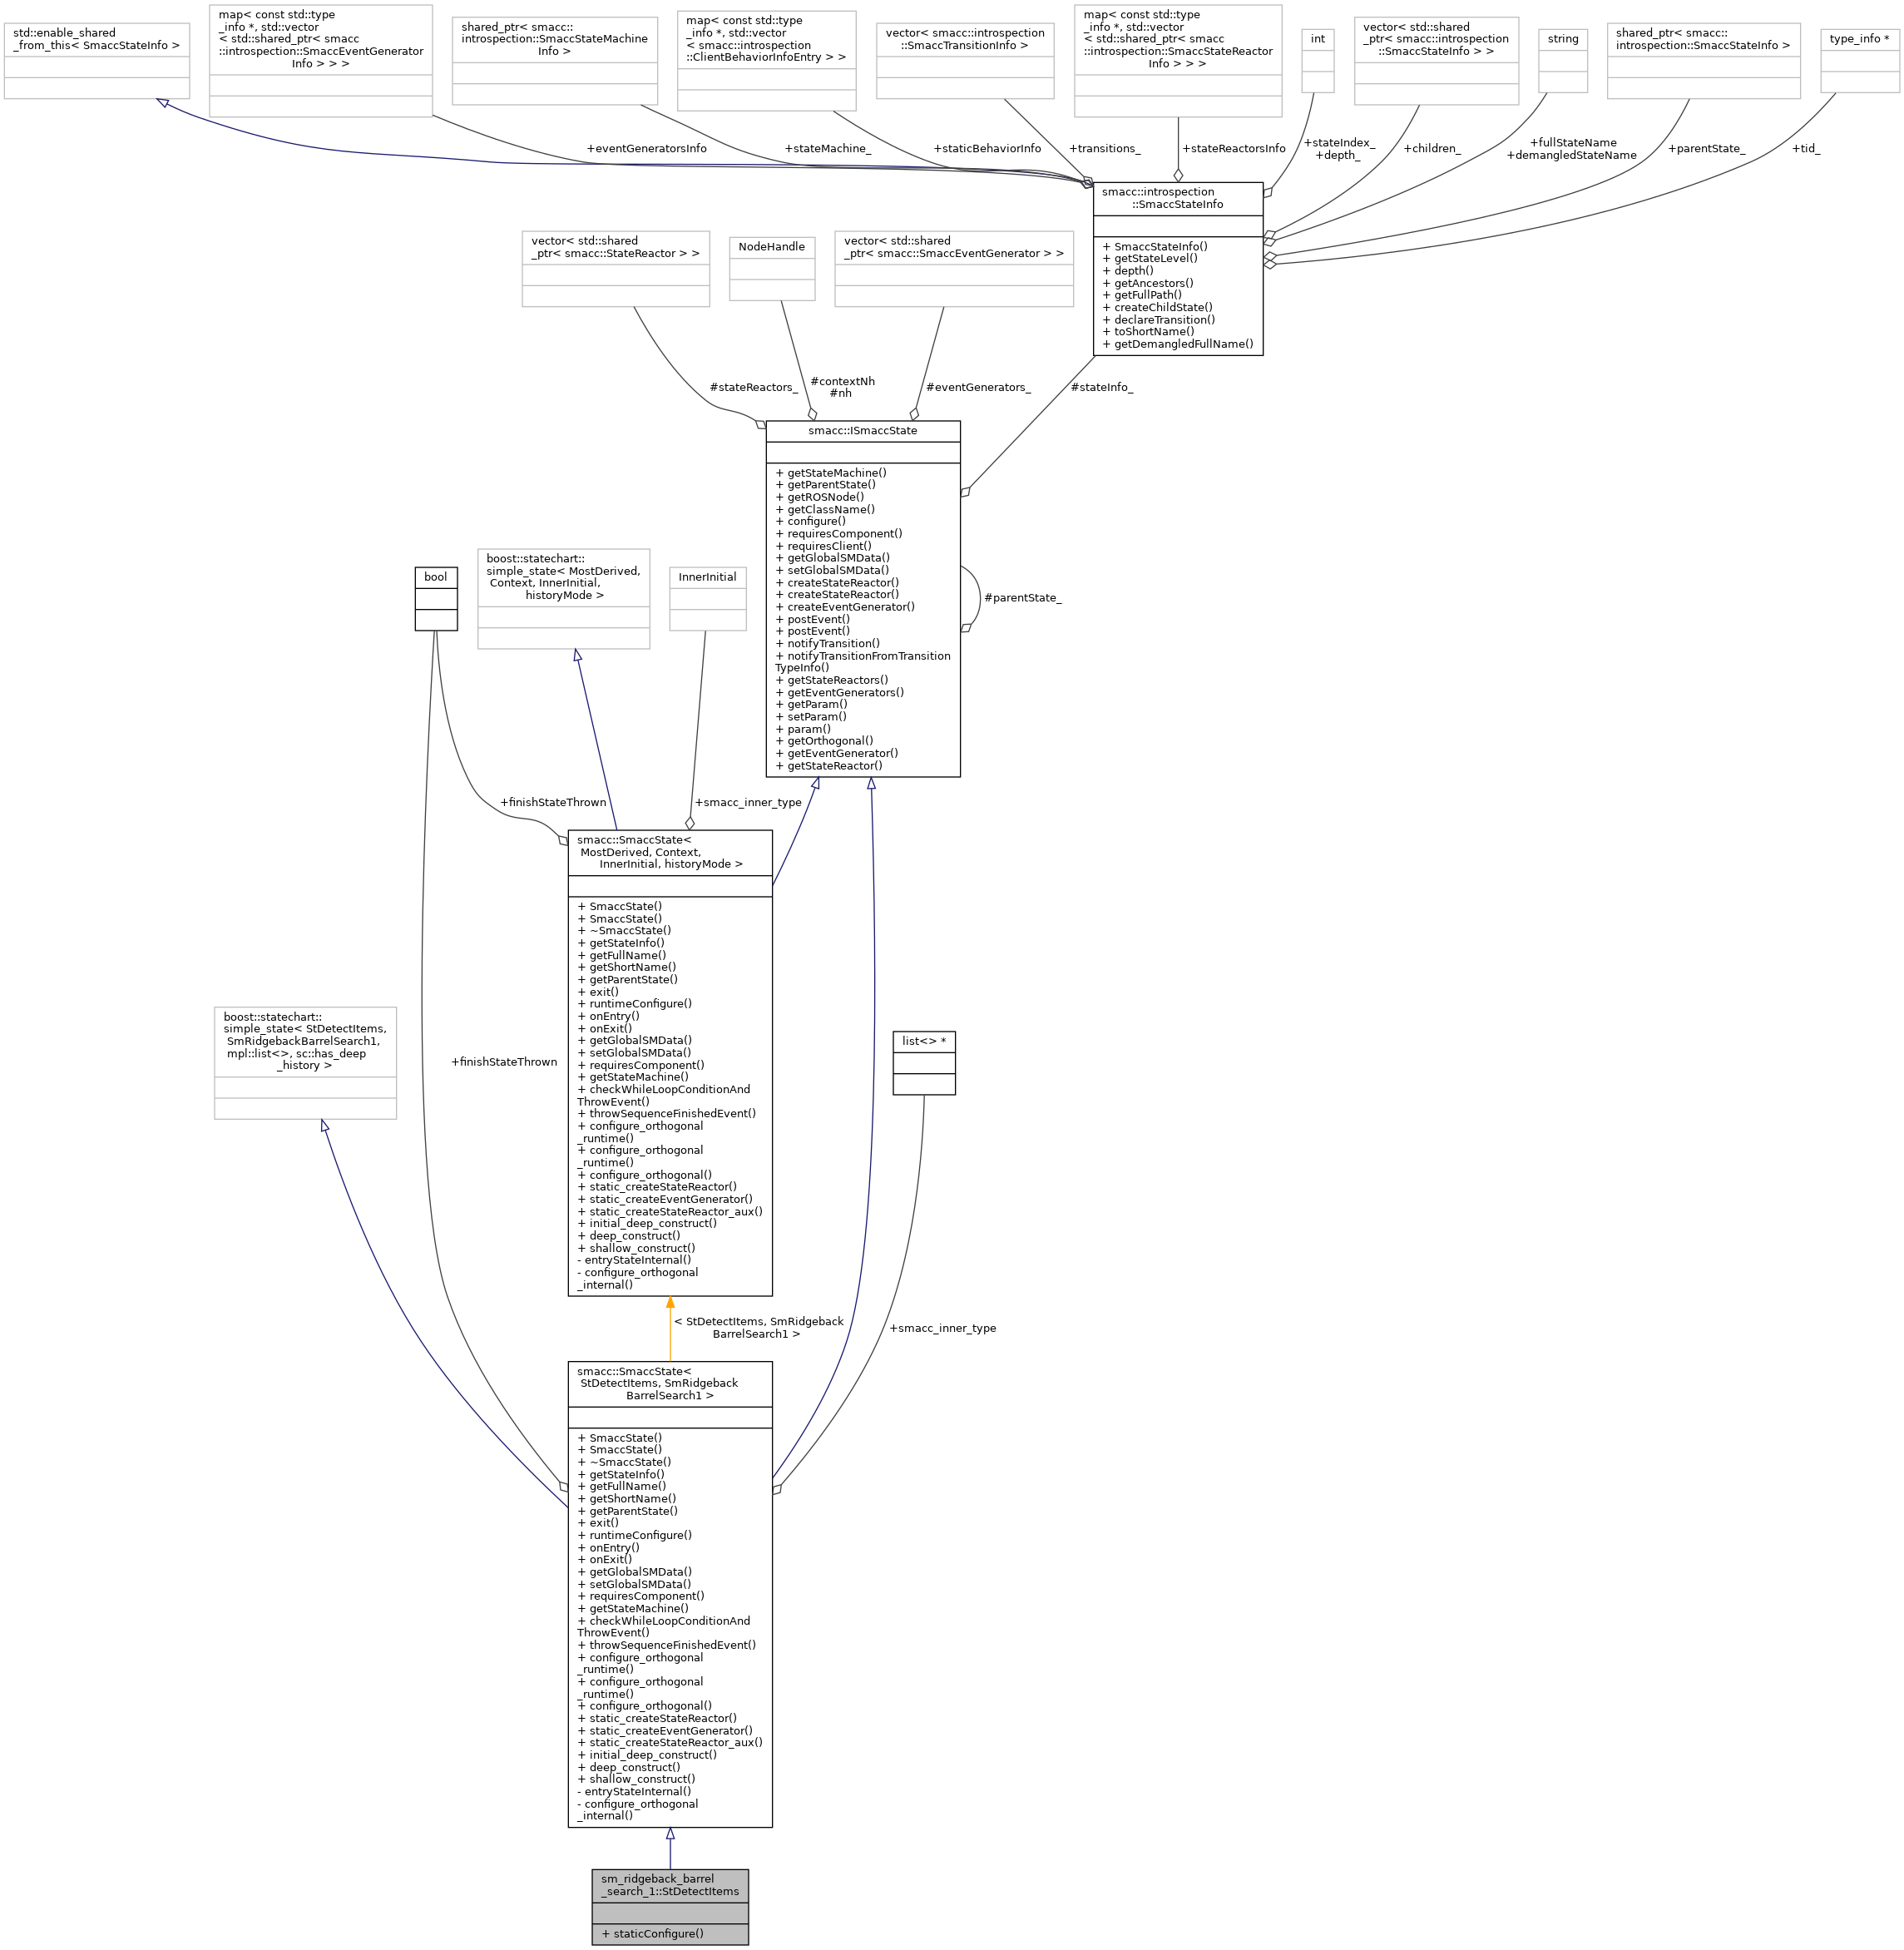 std::enable_shared
_from_this< SmaccStateInfo >
map< const std::type
_info *, std::vector
< std::shared_ptr< smacc
::introspection::SmaccEventGenerator
Info > > >
shared_ptr< smacc::
introspection::SmaccStateMachine
Info >
map< const std::type
_info *, std::vector
< smacc::introspection
::ClientBehaviorInfoEntry > >
vector< smacc::introspection
::SmaccTransitionInfo >
map< const std::type
_info *, std::vector
< std::shared_ptr< smacc
::introspection::SmaccStateReactor
Info > > >
int
vector< std::shared
_ptr< smacc::introspection
::SmaccStateInfo > >
string
shared_ptr< smacc::
introspection::SmaccStateInfo >
type_info *
+eventGeneratorsInfo
+stateMachine_
+staticBehaviorInfo
+transitions_
+stateReactorsInfo
+stateIndex_
+depth_
+children_
+fullStateName
+demangledStateName
+parentState_
+tid_
smacc::introspection
::SmaccStateInfo
+ SmaccStateInfo()
+ getStateLevel()
+ depth()
+ getAncestors()
+ getFullPath()
+ createChildState()
+ declareTransition()
+ toShortName()
+ getDemangledFullName()
vector< std::shared
_ptr< smacc::StateReactor > >
NodeHandle
vector< std::shared
_ptr< smacc::SmaccEventGenerator > >
#stateReactors_
#contextNh
#nh
#eventGenerators_
#stateInfo_
smacc::ISmaccState
+ getStateMachine()
+ getParentState()
+ getROSNode()
+ getClassName()
+ configure()
+ requiresComponent()
+ requiresClient()
+ getGlobalSMData()
+ setGlobalSMData()
+ createStateReactor()
+ createStateReactor()
+ createEventGenerator()
+ postEvent()
+ postEvent()
+ notifyTransition()
+ notifyTransitionFromTransition
TypeInfo()
+ getStateReactors()
+ getEventGenerators()
+ getParam()
+ setParam()
+ param()
+ getOrthogonal()
+ getEventGenerator()
+ getStateReactor()
#parentState_
bool
boost::statechart::
simple_state< MostDerived,
Context, InnerInitial,
historyMode >
InnerInitial
+finishStateThrown
+smacc_inner_type
smacc::SmaccState<
MostDerived, Context,
InnerInitial, historyMode >
+ SmaccState()
+ SmaccState()
+ ~SmaccState()
+ getStateInfo()
+ getFullName()
+ getShortName()
+ getParentState()
+ exit()
+ runtimeConfigure()
+ onEntry()
+ onExit()
+ getGlobalSMData()
+ setGlobalSMData()
+ requiresComponent()
+ getStateMachine()
+ checkWhileLoopConditionAnd
ThrowEvent()
+ throwSequenceFinishedEvent()
+ configure_orthogonal
_runtime()
+ configure_orthogonal
_runtime()
+ configure_orthogonal()
+ static_createStateReactor()
+ static_createEventGenerator()
+ static_createStateReactor_aux()
+ initial_deep_construct()
+ deep_construct()
+ shallow_construct()
- entryStateInternal()
- configure_orthogonal
_internal()
boost::statechart::
simple_state< StDetectItems,
SmRidgebackBarrelSearch1,
mpl::list<>, sc::has_deep
_history >
+finishStateThrown
list<> *
< StDetectItems, SmRidgeback
BarrelSearch1 >
+smacc_inner_type
smacc::SmaccState<
StDetectItems, SmRidgeback
BarrelSearch1 >
+ SmaccState()
+ SmaccState()
+ ~SmaccState()
+ getStateInfo()
+ getFullName()
+ getShortName()
+ getParentState()
+ exit()
+ runtimeConfigure()
+ onEntry()
+ onExit()
+ getGlobalSMData()
+ setGlobalSMData()
+ requiresComponent()
+ getStateMachine()
+ checkWhileLoopConditionAnd
ThrowEvent()
+ throwSequenceFinishedEvent()
+ configure_orthogonal
_runtime()
+ configure_orthogonal
_runtime()
+ configure_orthogonal()
+ static_createStateReactor()
+ static_createEventGenerator()
+ static_createStateReactor_aux()
+ initial_deep_construct()
+ deep_construct()
+ shallow_construct()
- entryStateInternal()
- configure_orthogonal
_internal()
sm_ridgeback_barrel
_search_1::StDetectItems
+ staticConfigure()